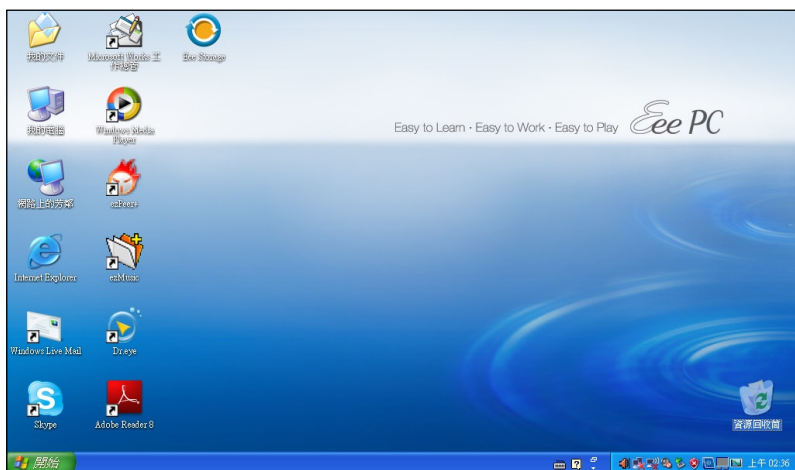 我的文件
Microsoft Works 工
作總管
Eee Storage
我的電腦
Windows Media
Player
Easy to Learn · Easy to Work · Easy to Play
Eee PC
網路上的芳鄰
ezPeer+
Internet Explorer
ezMusic
Windows Live Mail
Dr.eye
Skype
Adobe Reader 8
資源回收筒
開始
上午 02:36